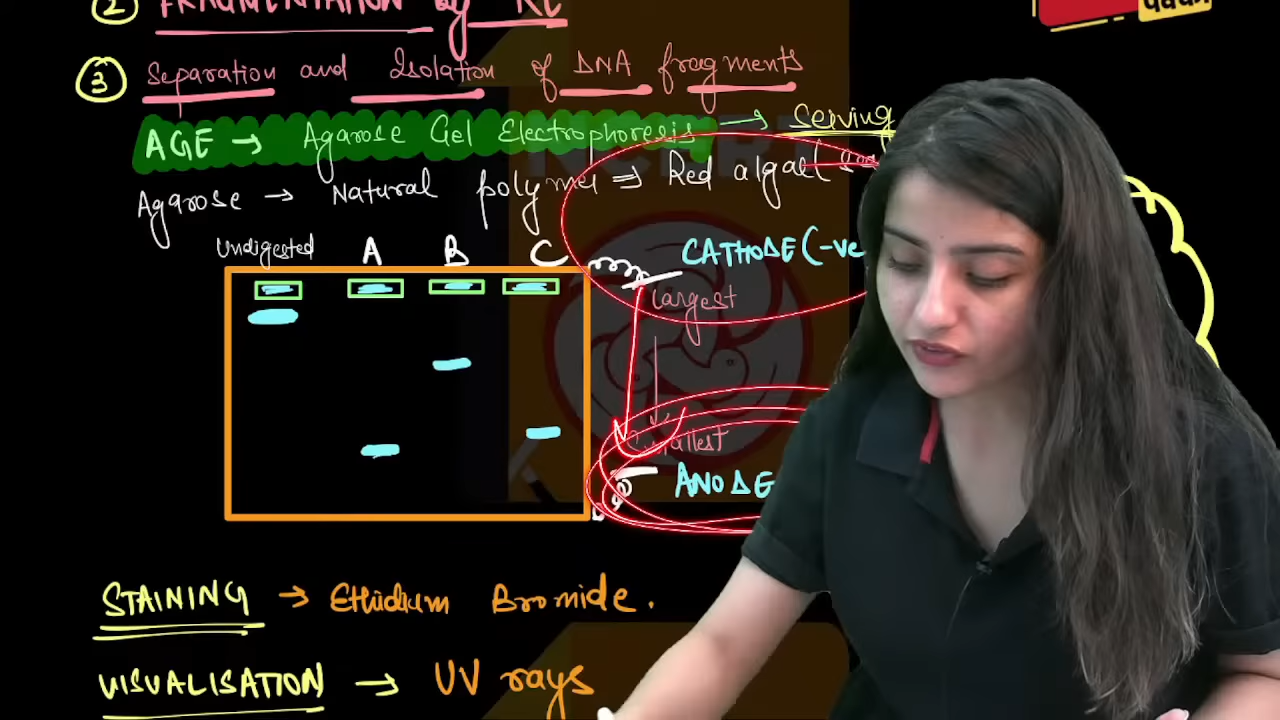 ② FRAGMENTATION by RE
③ Separation and Isolation of DNA fragments
AGE → Agarose Gel Electrophoresis → Serving
Agarose → Natural polymer ⇒ Red algae
Undigested A B C
CATHODE (-ve
largest
smallest
ANODE
STAINING → Ethidium Bromide.
VISUALISATION → UV rays